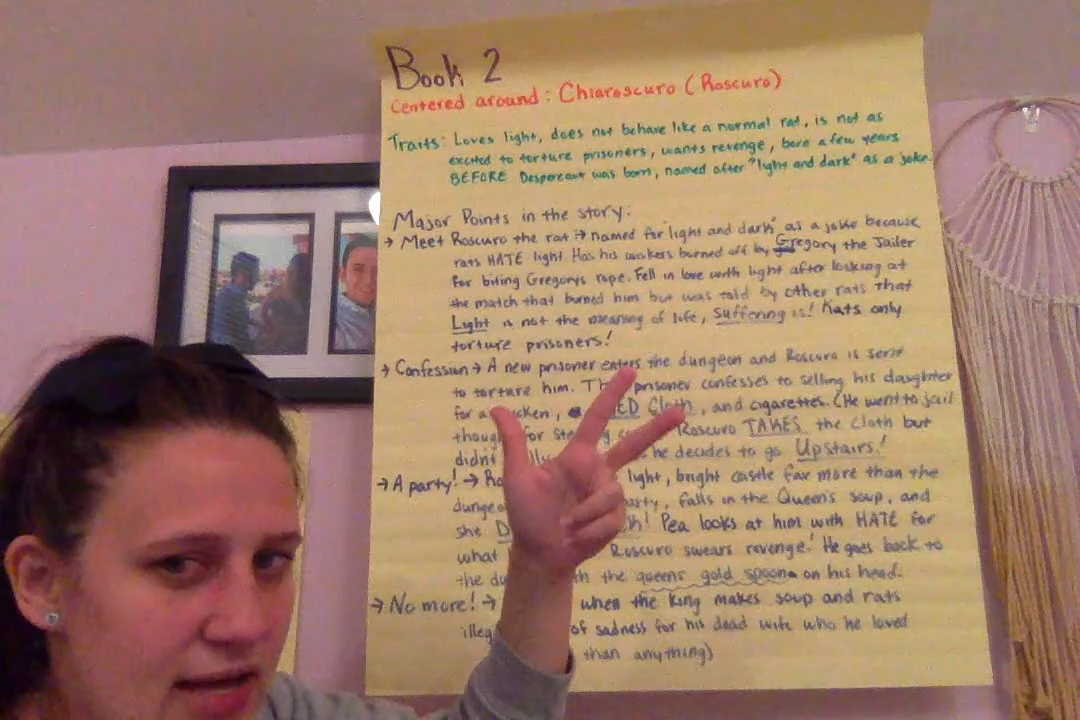 Book 2
Centered around: Chiaroscuro (Roscuro)
Traits: Loves light, does not behave like a normal rat, is not as
excited to torture prisoners, wants revenge, born a few years
BEFORE Despereaux was born, named after "light and dark" as a joke.
Major Points in the story:
→ Meet Roscuro the rat → named for "light and dark" as a joke because
rats HATE light. Has his wiskers burned off by Gregory the Jailer
for biting Gregorys rope. Fell in love with light after looking at
the match that burned him but was told by other rats that
Light is not the meaning of life, suffering is! Rats only
torture prisoners!
→ Confession → A new prisoner enters the dungeon and Roscuro is sent
to torture him. The prisoner confesses to selling his daughter
for a Cloth, and cigarettes. (He went to jail
for Roscuro TAKES the cloth but
didnt he decides to go Upstairs!
→ A party! → light, bright castle far more than the
falls in the Queen's soup, and
she Pea looks at him with HATE for
what Roscuro swears revenge! He goes back to
the the queens gold spoon on his head.
→ No more! → when the king makes soup and rats
of sadness for his dead wife who he loved
than anything)